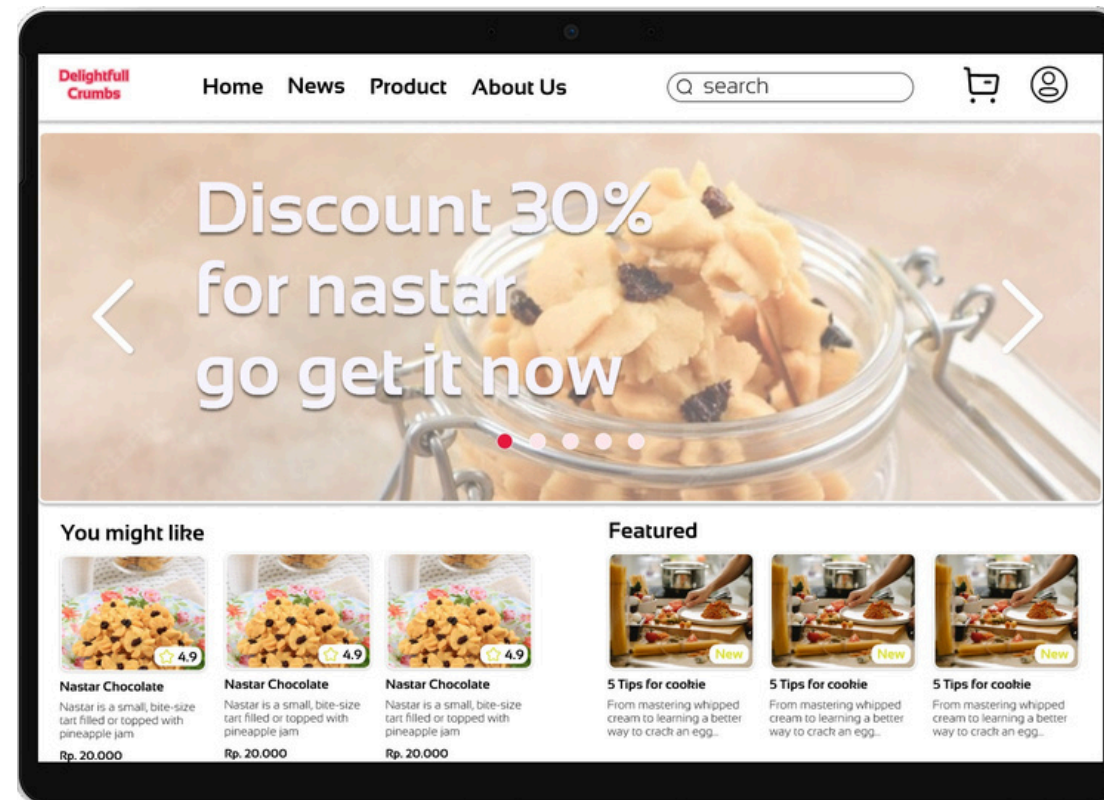 Delightfull
Crumbs
Home News Product About Us
search
Discount 30%
for nastar
go get it now
You might like
4.9
Nastar Chocolate
Nastar is a small, bite-size
tart filled or topped with
pineapple jam
Rp. 20.000
4.9
Nastar Chocolate
Nastar is a small, bite-size
tart filled or topped with
pineapple jam
Rp. 20.000
4.9
Nastar Chocolate
Nastar is a small, bite-size
tart filled or topped with
pineapple jam
Rp. 20.000
Featured
New
5 Tips for cookie
From mastering whipped
cream to learning a better
way to crack an egg...
New
5 Tips for cookie
From mastering whipped
cream to learning a better
way to crack an egg...
New
5 Tips for cookie
From mastering whipped
cream to learning a better
way to crack an egg...